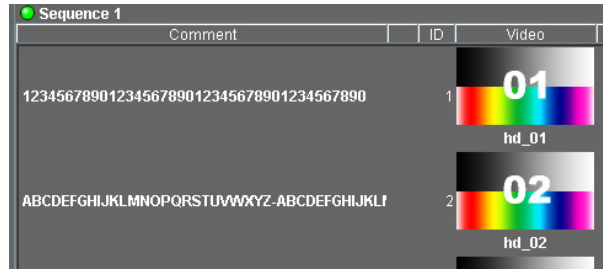 Sequence 1
Comment ID Video
1234567890123456789012345678901234567890
1
01
hd_01
ABCDEFGHIJKLMNOPQRSTUVWXYZ-ABCDEFGHIJKL
2
02
hd_02